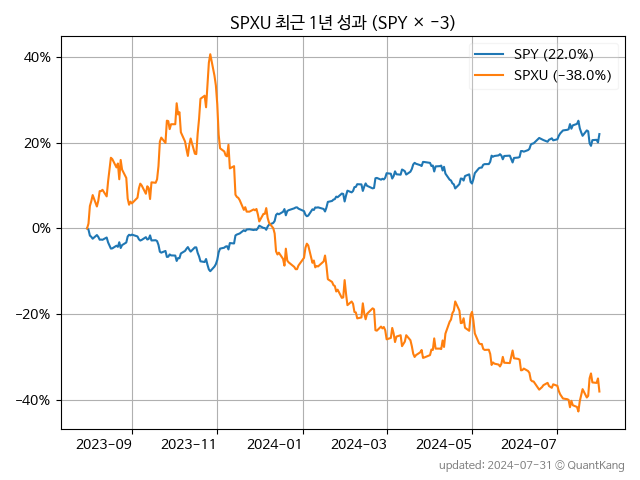 SPXU 최근 1년 성과 (SPY × −3)
SPY (22.0%)
SPXU (−38.0%)
40%
20%
0%
−20%
−40%
2023-09 2023-11 2024-01 2024-03 2024-05 2024-07
updated: 2024-07-31 © QuantKang